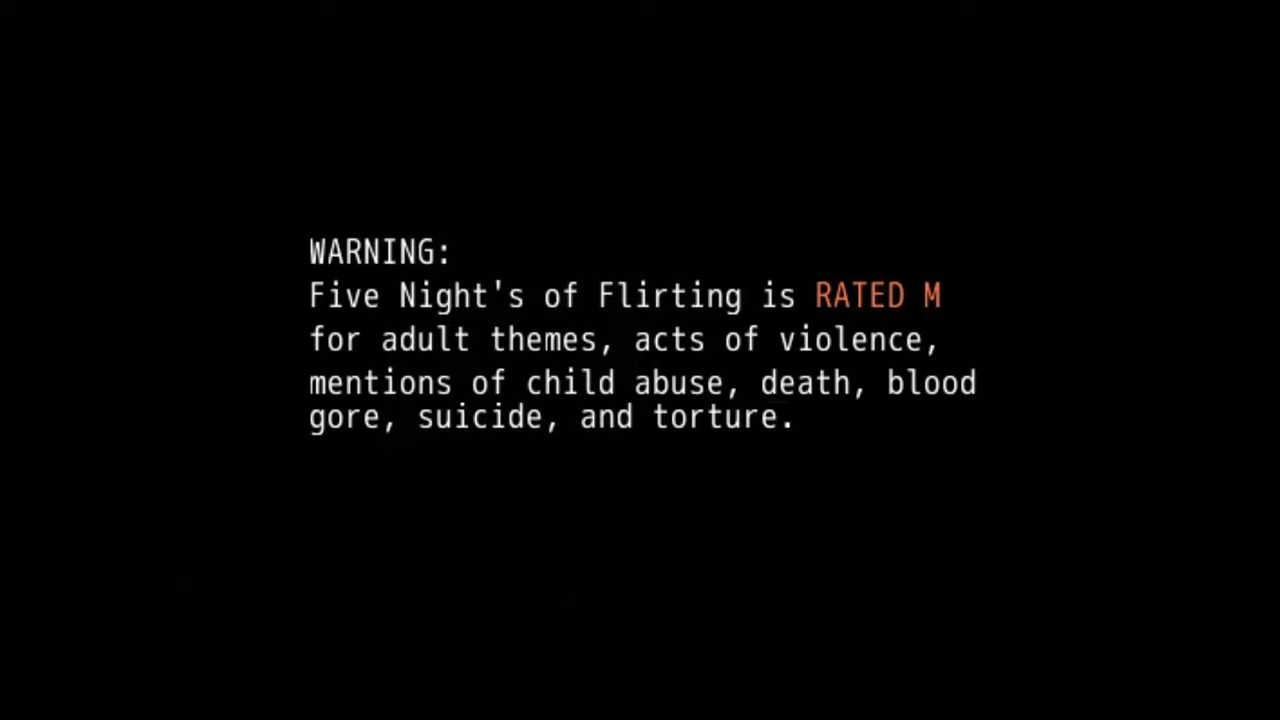 WARNING:
Five Night's of Flirting is RATED M
for adult themes, acts of violence,
mentions of child abuse, death, blood
gore, suicide, and torture.